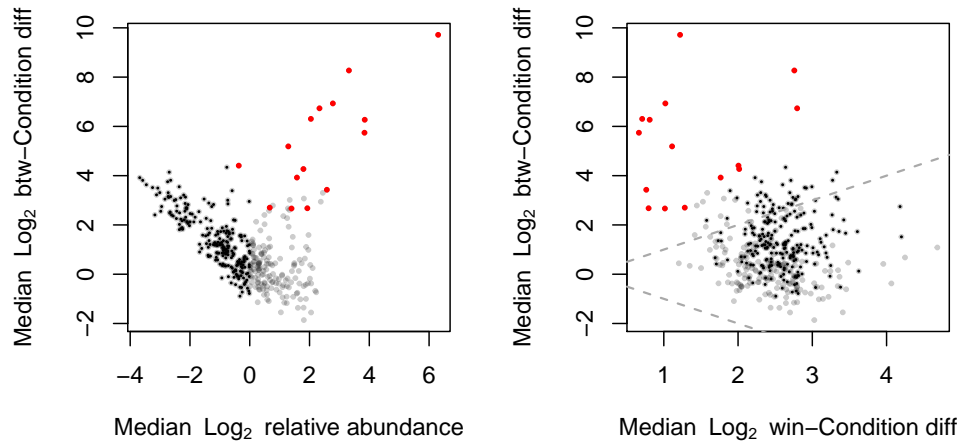 Median Log2 btw−Condition diff
10
8
6
4
2
0
−2
−4 −2 0 2 4 6
Median Log2 relative abundance
Median Log2 btw−Condition diff
10
8
6
4
2
0
−2
1 2 3 4
Median Log2 win−Condition diff